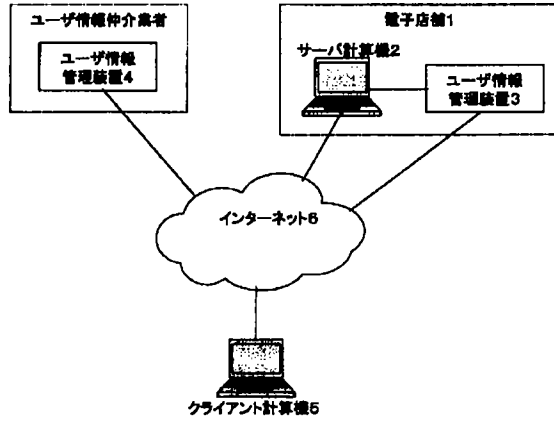 ユーザ情報仲介業者
ユーザ情報
管理装置4
電子店舗1
サーバ計算機2
ユーザ情報
管理装置3
インターネット6
クライアント計算機5